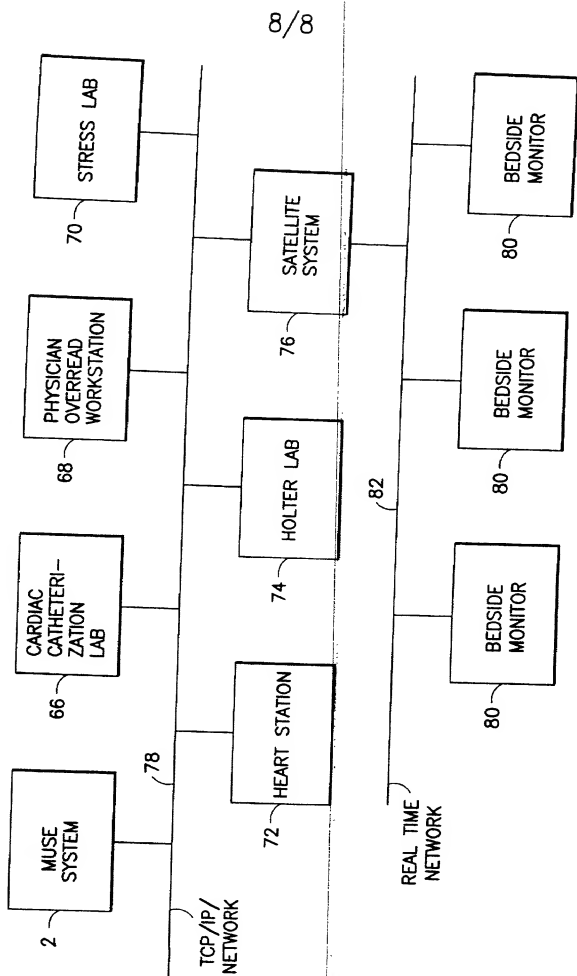 8/8
MUSE
SYSTEM
2
CARDIAC
CATHETERI-
ZATION
LAB
66
PHYSICIAN
OVERREAD
WORKSTATION
68
STRESS LAB
70
78
TCP/IP/
NETWORK
HEART STATION
72
HOLTER LAB
74
SATELLITE
SYSTEM
76
82
REAL TIME
NETWORK
BEDSIDE
MONITOR
80
BEDSIDE
MONITOR
80
BEDSIDE
MONITOR
80